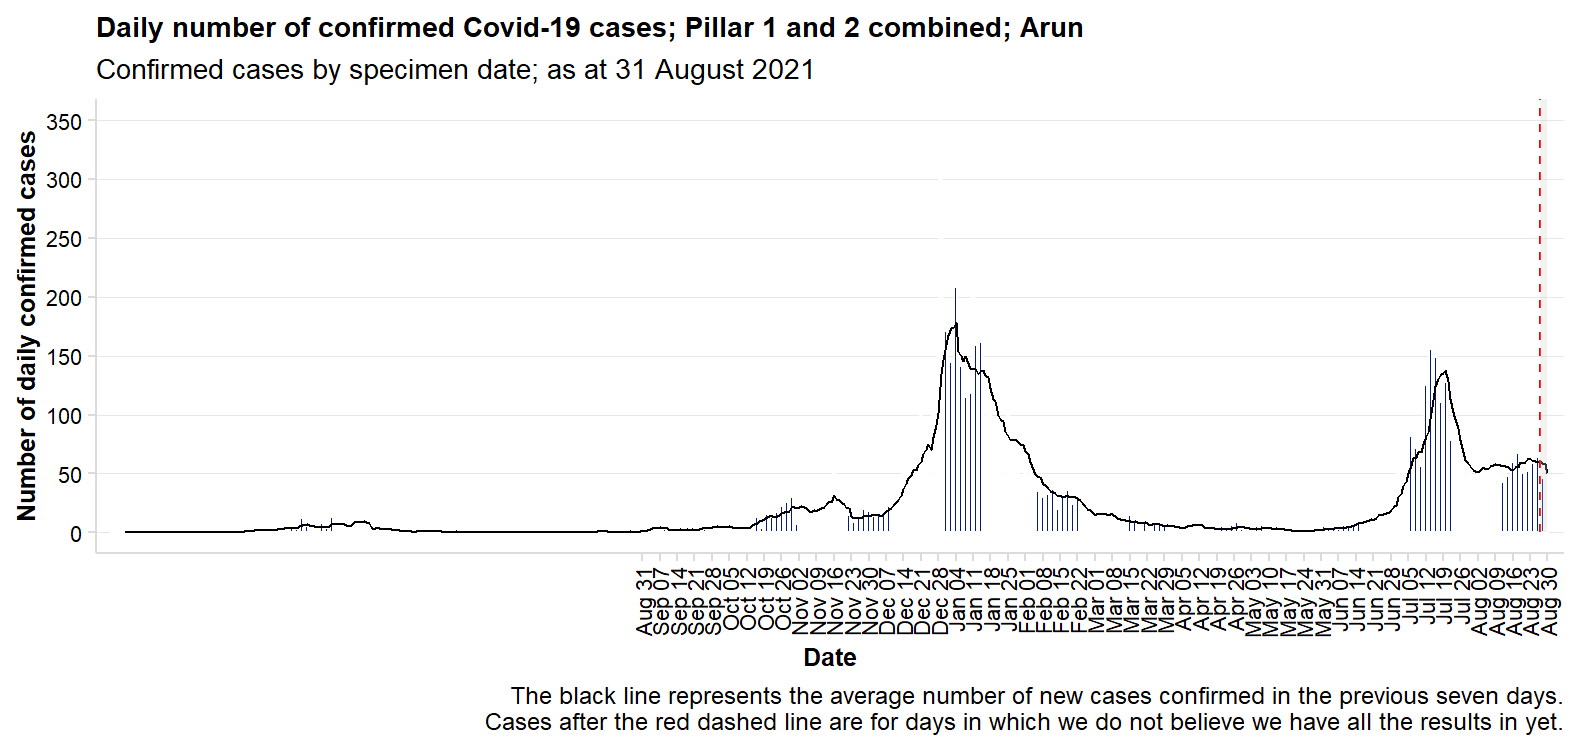 Daily number of confirmed Covid-19 cases; Pillar 1 and 2 combined; Arun
Confirmed cases by specimen date; as at 31 August 2021
Number of daily confirmed cases
350
300
250
200
150
100
50
0
Aug 31
Sep 07
Sep 14
Sep 21
Sep 28
Oct 05
Oct 12
Oct 19
Oct 26
Nov 02
Nov 09
Nov 16
Nov 23
Nov 30
Dec 07
Dec 14
Dec 21
Dec 28
Jan 04
Jan 11
Jan 18
Jan 25
Feb 01
Feb 08
Feb 15
Feb 22
Mar 01
Mar 08
Mar 15
Mar 22
Mar 29
Apr 05
Apr 12
Apr 19
Apr 26
May 03
May 10
May 17
May 24
May 31
Jun 07
Jun 14
Jun 21
Jun 28
Jul 05
Jul 12
Jul 19
Jul 26
Aug 02
Aug 09
Aug 16
Aug 23
Aug 30
Date
The black line represents the average number of new cases confirmed in the previous seven days.
Cases after the red dashed line are for days in which we do not believe we have all the results in yet.